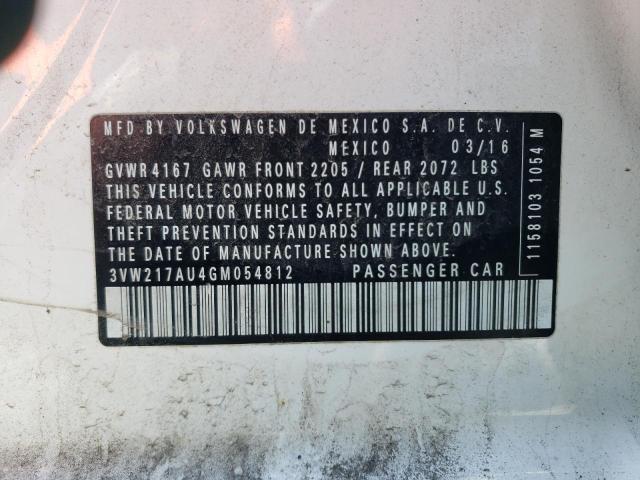 MFD BY VOLKSWAGEN DE MEXICO S.A. DE C.V.
MEXICO 03/16
GVWR 4167 GAWR FRONT 2205 / REAR 2072 LBS
THIS VEHICLE CONFORMS TO ALL APPLICABLE U.S.
FEDERAL MOTOR VEHICLE SAFETY, BUMPER AND
THEFT PREVENTION STANDARDS IN EFFECT ON
THE DATE OF MANUFACTURE SHOWN ABOVE.
3VW217AU4GM054812 PASSENGER CAR
1158103 1054 M